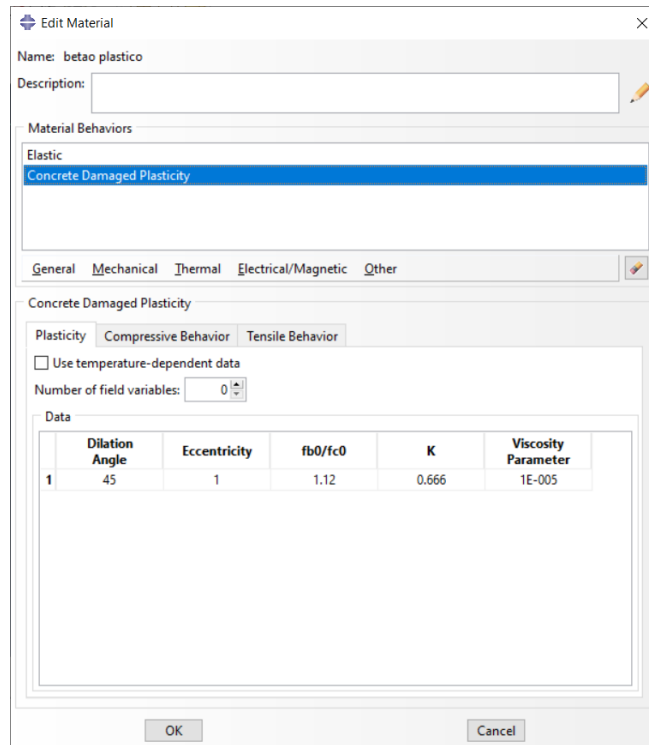 Edit Material
Name: betao plastico
Description:
Material Behaviors
Elastic
Concrete Damaged Plasticity
General Mechanical Thermal Electrical/Magnetic Other
Concrete Damaged Plasticity
Plasticity Compressive Behavior Tensile Behavior
Use temperature-dependent data
Number of field variables: 0
Data
Dilation Angle Eccentricity fb0/fc0 K Viscosity Parameter
1 45 1 1.12 0.666 1E-005
OK Cancel